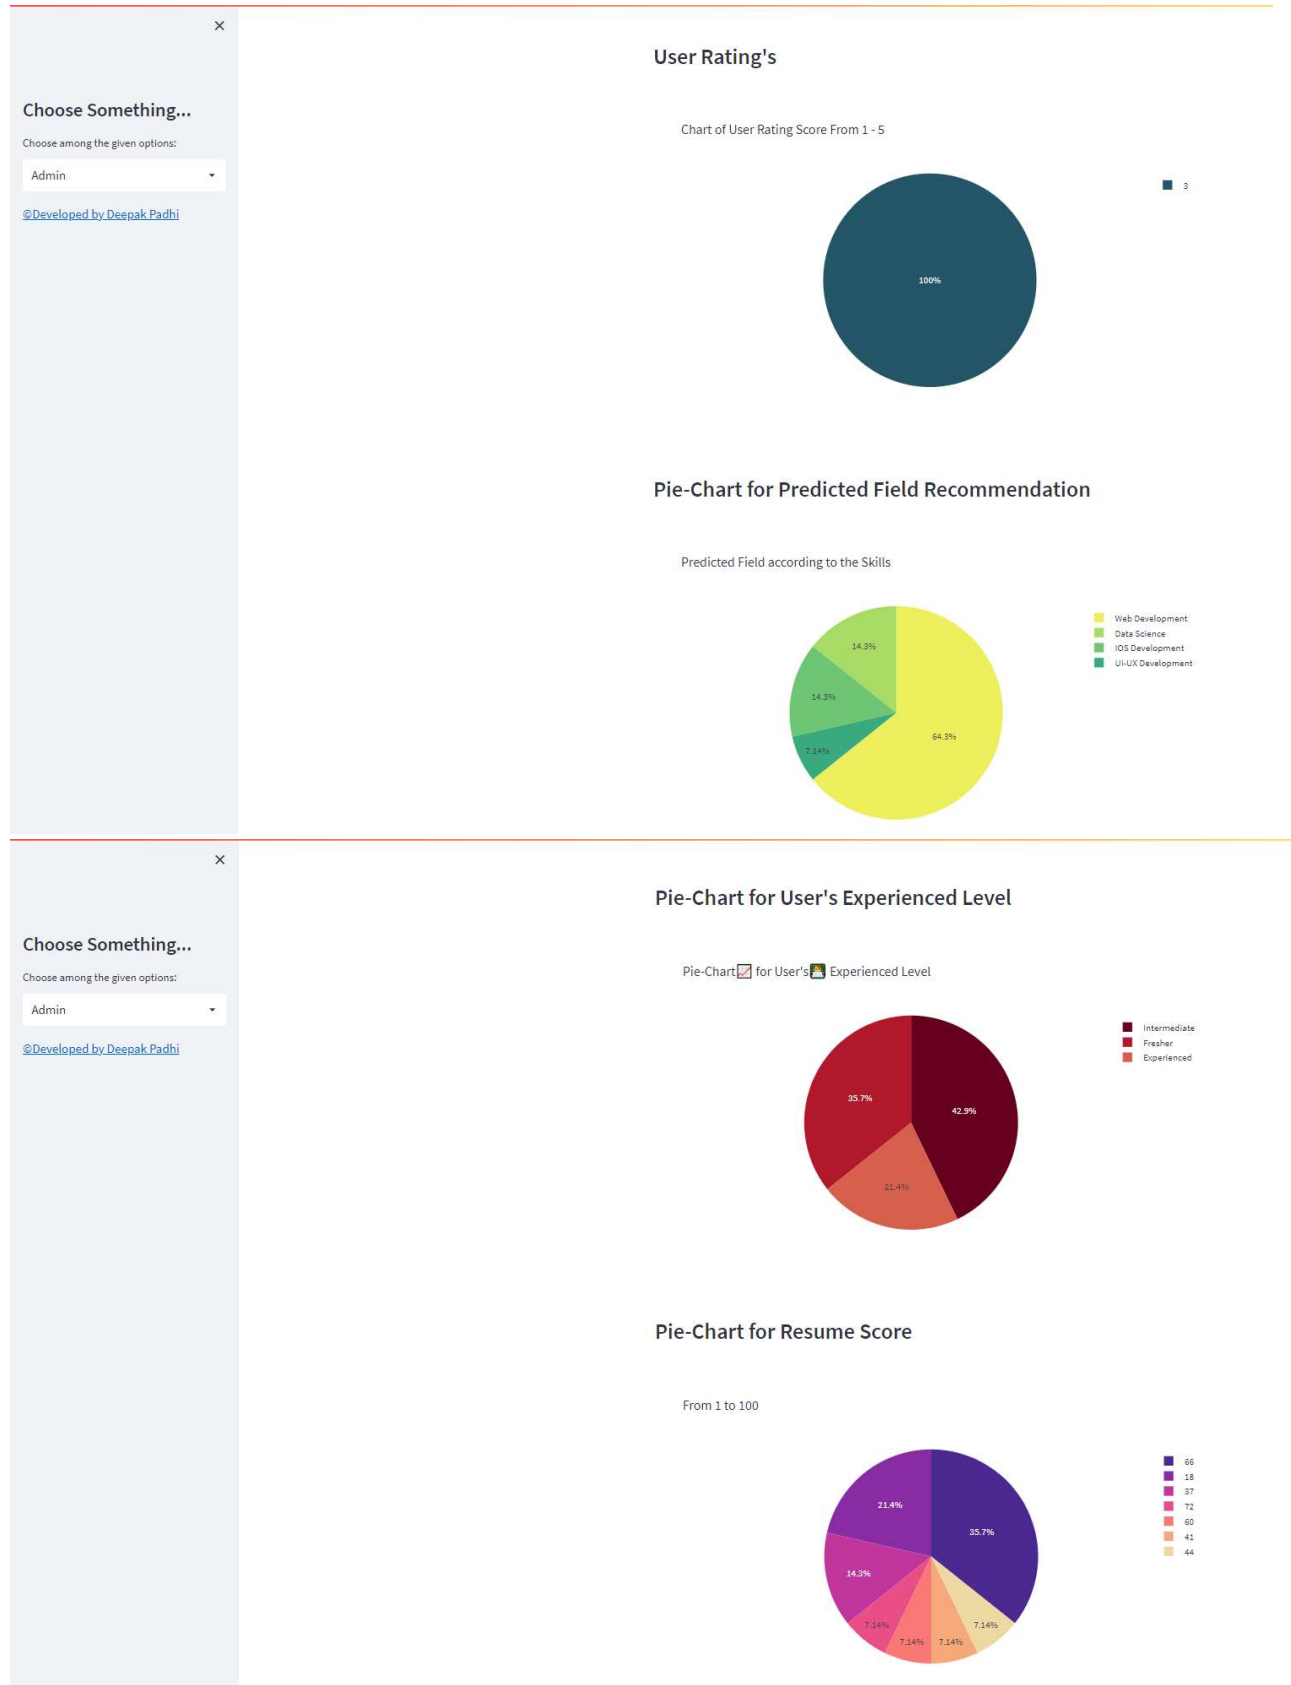 ×
Choose Something...
Choose among the given options:
Admin
©Developed by Deepak Padhi
User Rating's
Chart of User Rating Score From 1 - 5
3
100%
Pie-Chart for Predicted Field Recommendation
Predicted Field according to the Skills
Web Development
Data Science
IOS Development
UI-UX Development
14.3%
14.3%
64.3%
7.14%
×
Choose Something...
Choose among the given options:
Admin
©Developed by Deepak Padhi
Pie-Chart for User's Experienced Level
Pie-Chart📈 for User's👨‍💻 Experienced Level
Intermediate
Fresher
Experienced
35.7%
42.9%
21.4%
Pie-Chart for Resume Score
From 1 to 100
66
18
37
72
60
41
44
21.4%
35.7%
14.3%
7.14%
7.14%
7.14%
7.14%